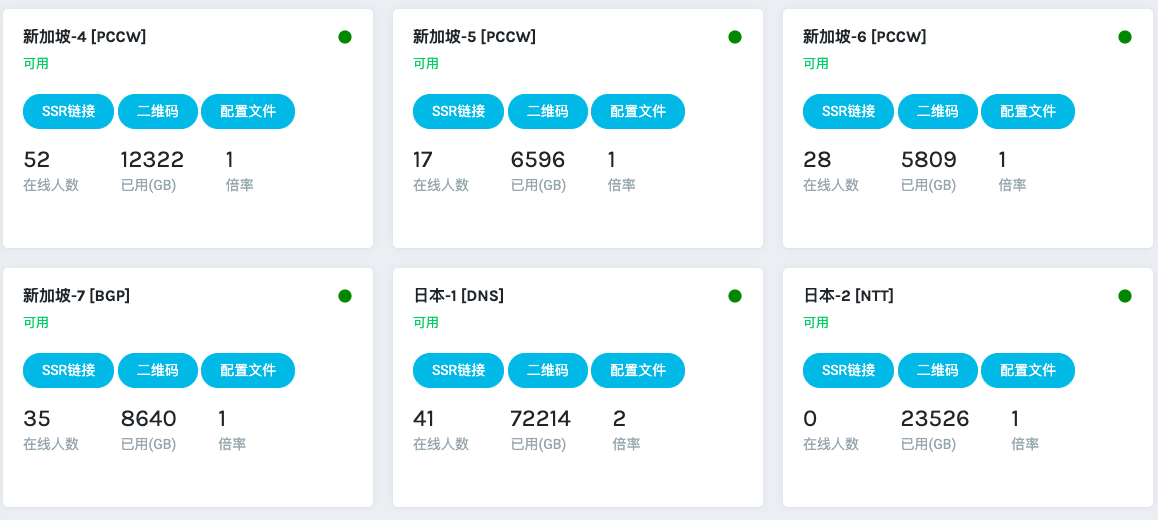 新加坡-4 [PCCW]
可用
SSR链接 二维码 配置文件
52 12322 1
在线人数 已用(GB) 倍率
新加坡-5 [PCCW]
可用
SSR链接 二维码 配置文件
17 6596 1
在线人数 已用(GB) 倍率
新加坡-6 [PCCW]
可用
SSR链接 二维码 配置文件
28 5809 1
在线人数 已用(GB) 倍率
新加坡-7 [BGP]
可用
SSR链接 二维码 配置文件
35 8640 1
在线人数 已用(GB) 倍率
日本-1 [DNS]
可用
SSR链接 二维码 配置文件
41 72214 2
在线人数 已用(GB) 倍率
日本-2 [NTT]
可用
SSR链接 二维码 配置文件
0 23526 1
在线人数 已用(GB) 倍率